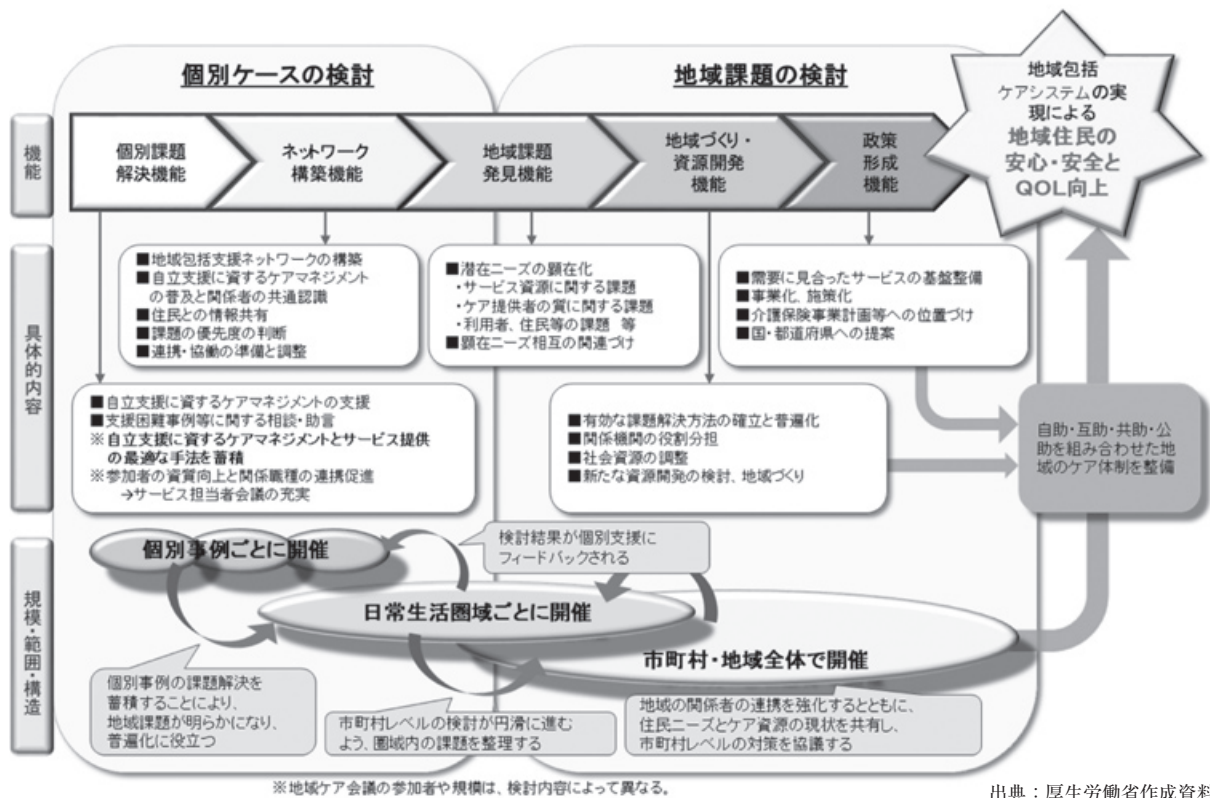 個別ケースの検討
地域課題の検討
地域包括
ケアシステムの実
現による
地域住民の
安心・安全と
QOL向上
機能
個別課題
解決機能
ネットワーク
構築機能
地域課題
発見機能
地域づくり・
資源開発
機能
政策
形成
機能
具体的内容
■地域包括支援ネットワークの構築
■自立支援に資するケアマネジメント
の普及と関係者の共通認識
■住民との情報共有
■課題の優先度の判断
■連携・協働の準備と調整
■潜在ニーズの顕在化
・サービス資源に関する課題
・ケア提供者の質に関する課題
・利用者、住民等の課題 等
■顕在ニーズ相互の関連づけ
■需要に見合ったサービスの基盤整備
■事業化、施策化
■介護保険事業計画等への位置づけ
■国・都道府県への提案
■自立支援に資するケアマネジメントの支援
■支援困難事例等に関する相談・助言
※自立支援に資するケアマネジメントとサービス提供
の最適な手法を蓄積
※参加者の資質向上と関係職種の連携促進
→サービス担当者会議の充実
■有効な課題解決方法の確立と普遍化
■関係機関の役割分担
■社会資源の調整
■新たな資源開発の検討、地域づくり
自助・互助・共助・公
助を組み合わせた地
域のケア体制を整備
規模・範囲・構造
個別事例ごとに開催
検討結果が個別支援に
フィードバックされる
日常生活圏域ごとに開催
市町村・地域全体で開催
個別事例の課題解決を
蓄積することにより、
地域課題が明らかになり、
普遍化に役立つ
市町村レベルの検討が円滑に進む
よう、圏域内の課題を整理する
地域の関係者の連携を強化するとともに、
住民ニーズとケア資源の現状を共有し、
市町村レベルの対策を協議する
※地域ケア会議の参加者や規模は、検討内容によって異なる。
出典：厚生労働省作成資料